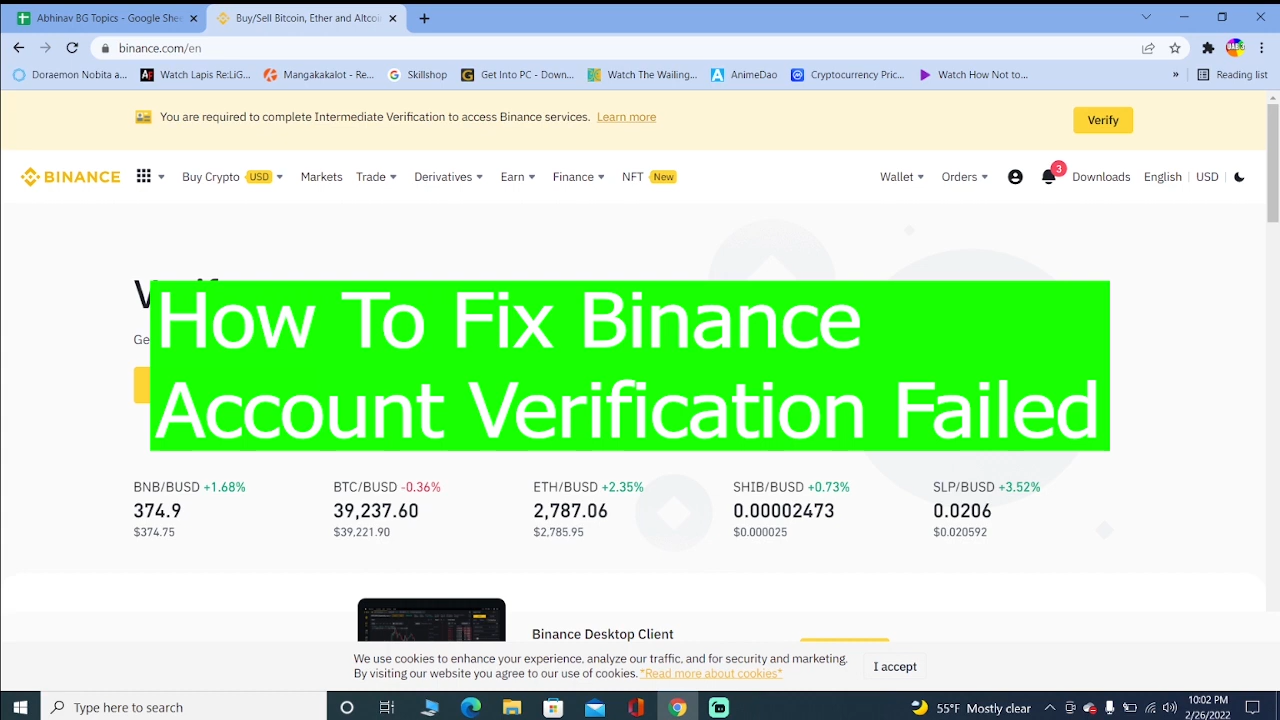 Abhinav BG Topics - Google She
Buy/Sell Bitcoin, Ether and Altcoi
binance.com/en
Doraemon Nobita a...
Watch Lapis Re:LiG...
Mangakakalot - Re...
Skillshop
Get Into PC - Down...
Watch The Wailing...
AnimeDao
Cryptocurrency Pric...
Watch How Not to...
»
Reading list
You are required to complete Intermediate Verification to access Binance services. Learn more
Verify
BINANCE
Buy Crypto USD
Markets
Trade
Derivatives
Earn
Finance
NFT New
Wallet
Orders
3
Downloads
English
USD
Ge
How To Fix Binance
Account Verification Failed
BNB/BUSD +1.68%
374.9
$374.75
BTC/BUSD -0.36%
39,237.60
$39,221.90
ETH/BUSD +2.35%
2,787.06
$2,785.95
SHIB/BUSD +0.73%
0.00002473
$0.000025
SLP/BUSD +3.52%
0.0206
$0.020592
Binance Desktop Client
We use cookies to enhance your experience, analyze our traffic, and for security and marketing.
By visiting our website you agree to our use of cookies. *Read more about cookies*
I accept
Type here to search
55°F Mostly clear
10:02 PM
2/26/2022